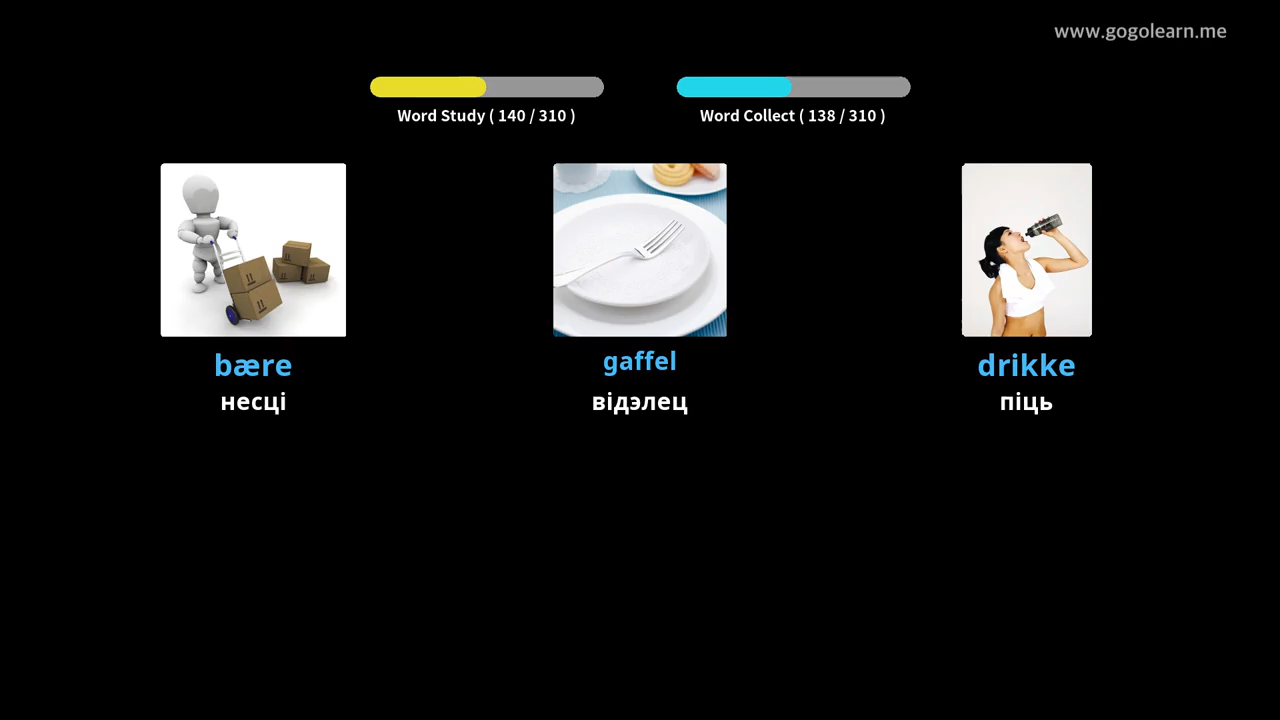 www.gogolearn.me
Word Study ( 140 / 310 )
Word Collect ( 138 / 310 )
bære
gaffel
drikke
несці
відэлец
піць